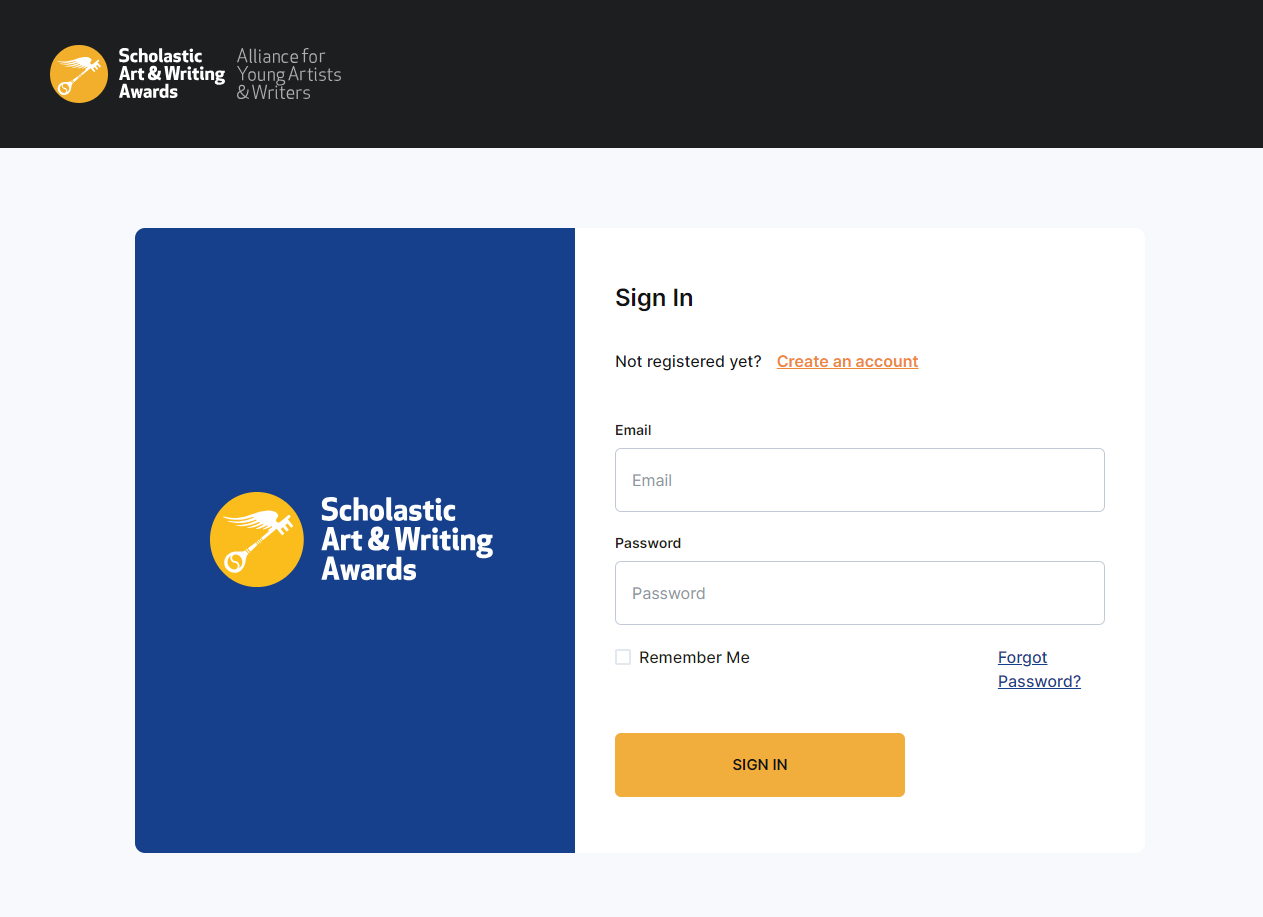 Scholastic
Art & Writing
Awards
Alliance for
Young Artists
& Writers
Scholastic
Art & Writing
Awards
Sign In
Not registered yet? Create an account
Email
Email
Password
Password
Remember Me
Forgot
Password?
SIGN IN